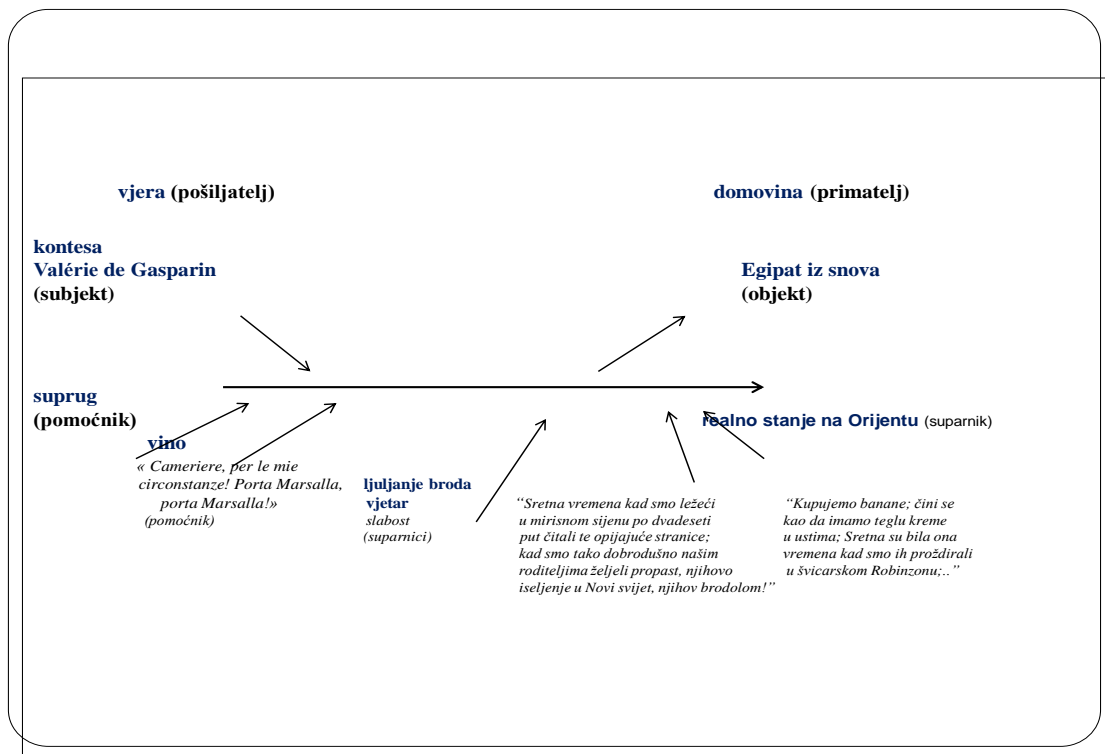 vjera (pošiljatelj)
domovina (primatelj)
kontesa
Valérie de Gasparin
(subjekt)
Egipat iz snova
(objekt)
suprug
(pomoćnik)
realno stanje na Orijentu (suparnik)
vino
« Cameriere, per le mie
circonstanze! Porta Marsalla,
porta Marsalla!»
(pomoćnik)
ljuljanje broda
vjetar
slabost
(suparnici)
“Sretna vremena kad smo ležeći
u mirisnom sijenu po dvadeseti
put čitali te opijajuće stranice;
kad smo tako dobrodušno našim
roditeljima željeli propast, njihovo
iseljenje u Novi svijet, njihov brodolom!”
“Kupujemo banane; čini se
kao da imamo teglu kreme
u ustima; Sretna su bila ona
vremena kad smo ih proždirali
u švicarskom Robinzonu;..”